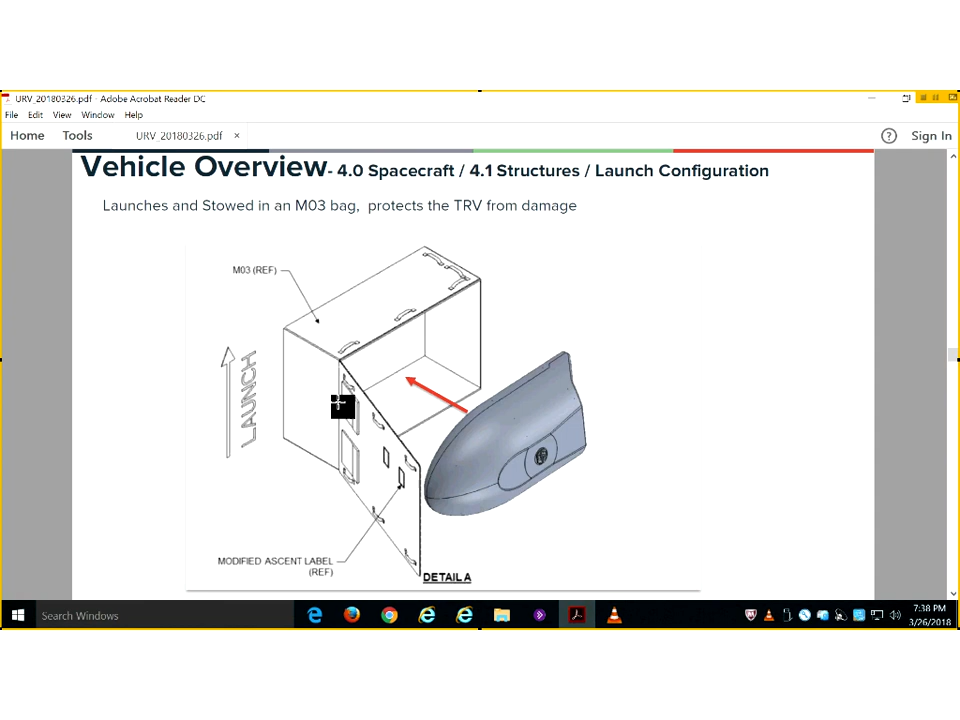 URV_20180326.pdf - Adobe Acrobat Reader DC
File Edit View Window Help
Home Tools URV_20180326.pdf × ? Sign In
Vehicle Overview- 4.0 Spacecraft / 4.1 Structures / Launch Configuration
Launches and Stowed in an M03 bag, protects the TRV from damage
M03 (REF)
LAUNCH
MODIFIED ASCENT LABEL
(REF)
DETAIL A
Search Windows
7:38 PM
3/26/2018